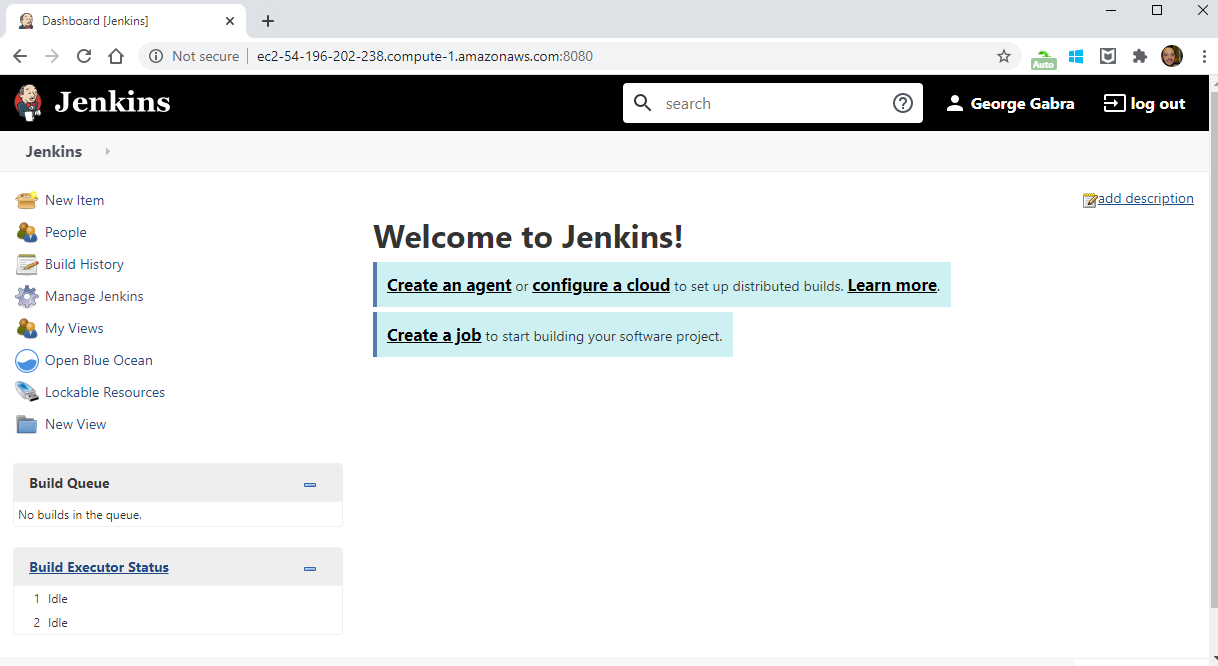 Dashboard [Jenkins]
Not secure ec2-54-196-202-238.compute-1.amazonaws.com:8080
Auto
Jenkins
search
George Gabra
log out
Jenkins
New Item
People
Build History
Manage Jenkins
My Views
Open Blue Ocean
Lockable Resources
New View
Build Queue
No builds in the queue.
Build Executor Status
1 Idle
2 Idle
add description
Welcome to Jenkins!
Create an agent or configure a cloud to set up distributed builds. Learn more.
Create a job to start building your software project.